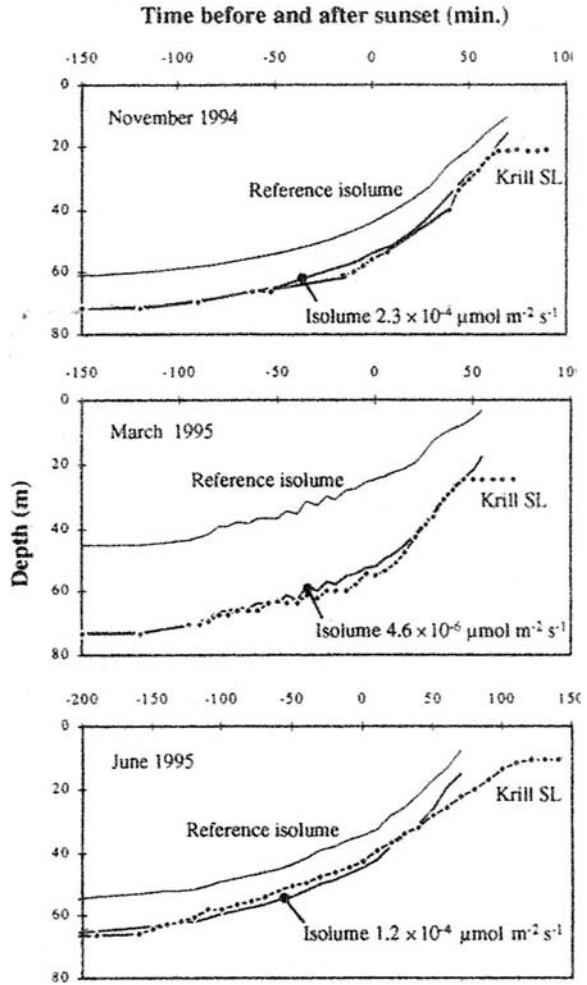 Time before and after sunset (min.)
-150 -100 -50 0 50 100
0
20
40
60
80
November 1994
Reference isolume
Krill SL
Isolume 2.3 × 10⁻⁴ µmol m⁻² s⁻¹
-150 -100 -50 0 50 100
0
20
40
60
80
March 1995
Reference isolume
Krill SL
Isolume 4.6 × 10⁻⁶ µmol m⁻² s⁻¹
Depth (m)
-200 -150 -100 -50 0 50 100 150
0
20
40
60
80
June 1995
Reference isolume
Krill SL
Isolume 1.2 × 10⁻⁴ µmol m⁻² s⁻¹